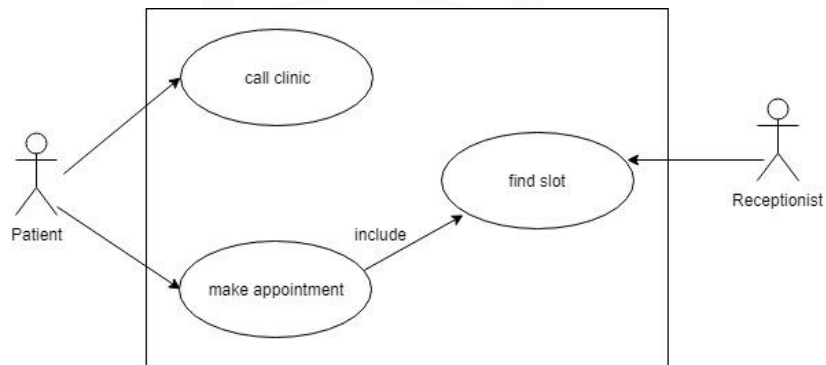 call clinic
find slot
Patient
Receptionist
include
make appointment